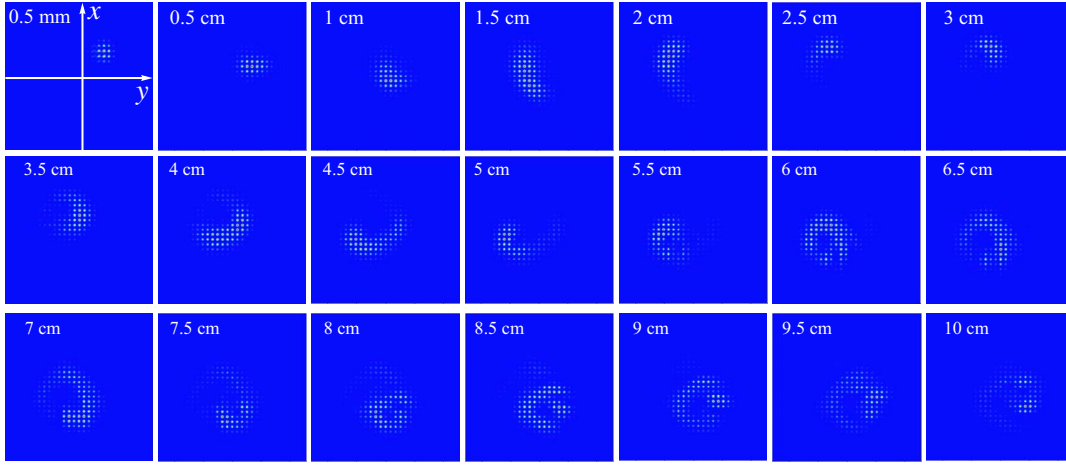 0.5 mm
x
y
0.5 cm
1 cm
1.5 cm
2 cm
2.5 cm
3 cm
3.5 cm
4 cm
4.5 cm
5 cm
5.5 cm
6 cm
6.5 cm
7 cm
7.5 cm
8 cm
8.5 cm
9 cm
9.5 cm
10 cm